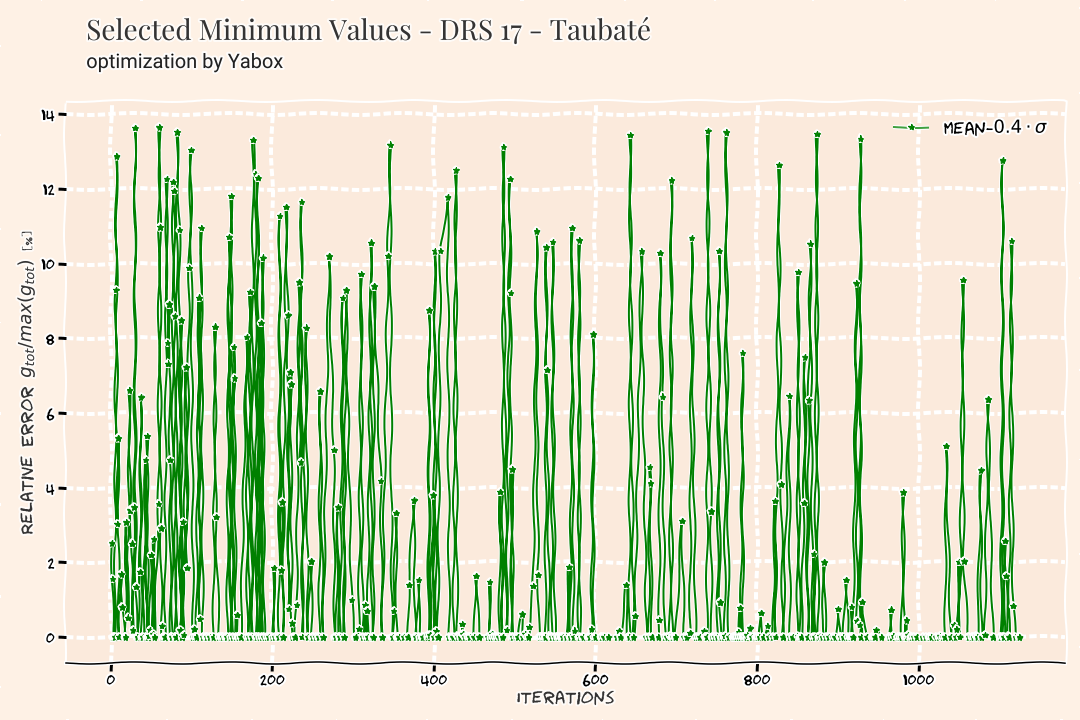 Selected Minimum Values - DRS 17 - Taubaté
optimization by Yabox
MEAN-0.4·σ
RELATIVE ERROR g_tot/max(g_tot) [%]
14
12
10
8
6
4
2
0
0 200 400 600 800 1000
ITERATIONS